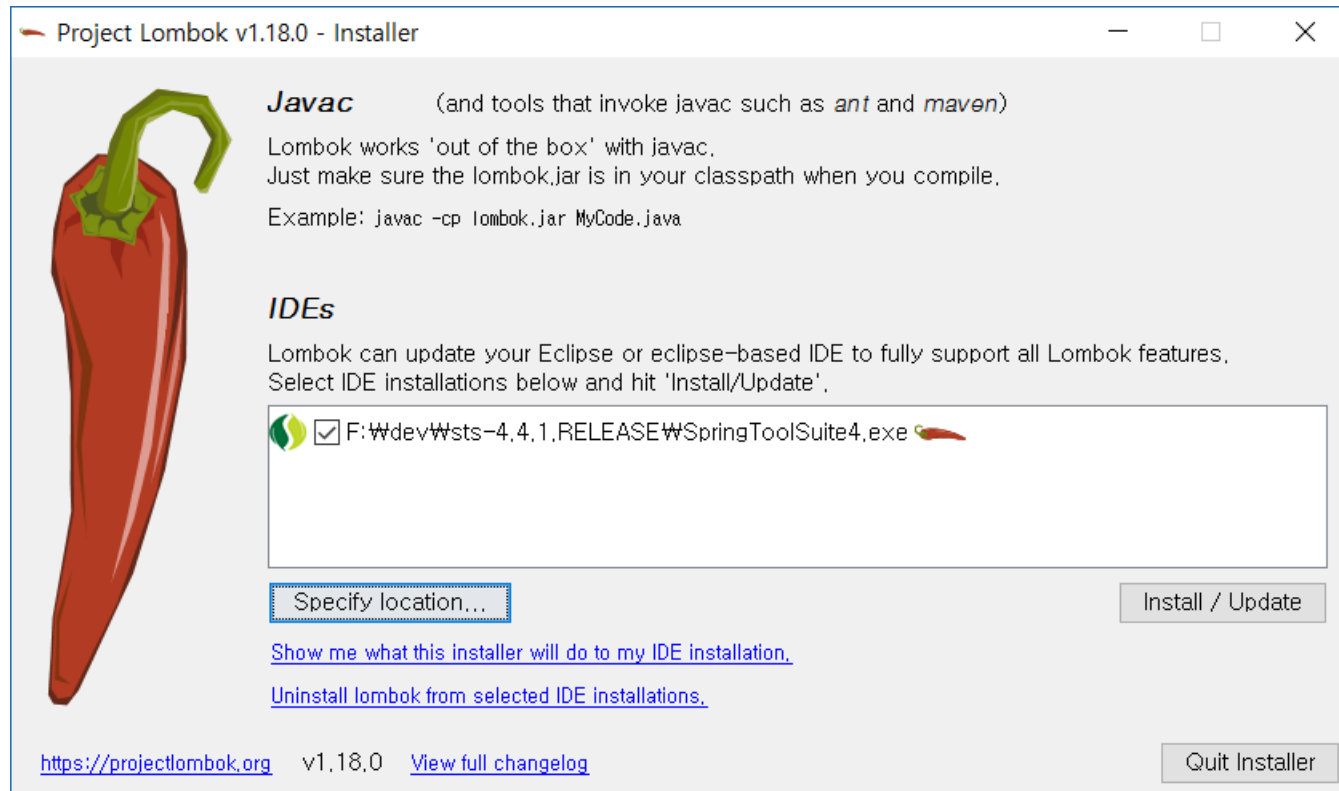 Project Lombok v1.18.0 - Installer
Javac (and tools that invoke javac such as ant and maven)
Lombok works 'out of the box' with javac.
Just make sure the lombok.jar is in your classpath when you compile.
Example: javac -cp lombok.jar MyCode.java
IDEs
Lombok can update your Eclipse or eclipse-based IDE to fully support all Lombok features.
Select IDE installations below and hit 'Install/Update'.
F:₩dev₩sts-4.4.1.RELEASE₩SpringToolSuite4.exe
Specify location...
Install / Update
Show me what this installer will do to my IDE installation.
Uninstall lombok from selected IDE installations.
https://projectlombok.org v1.18.0 View full changelog
Quit Installer